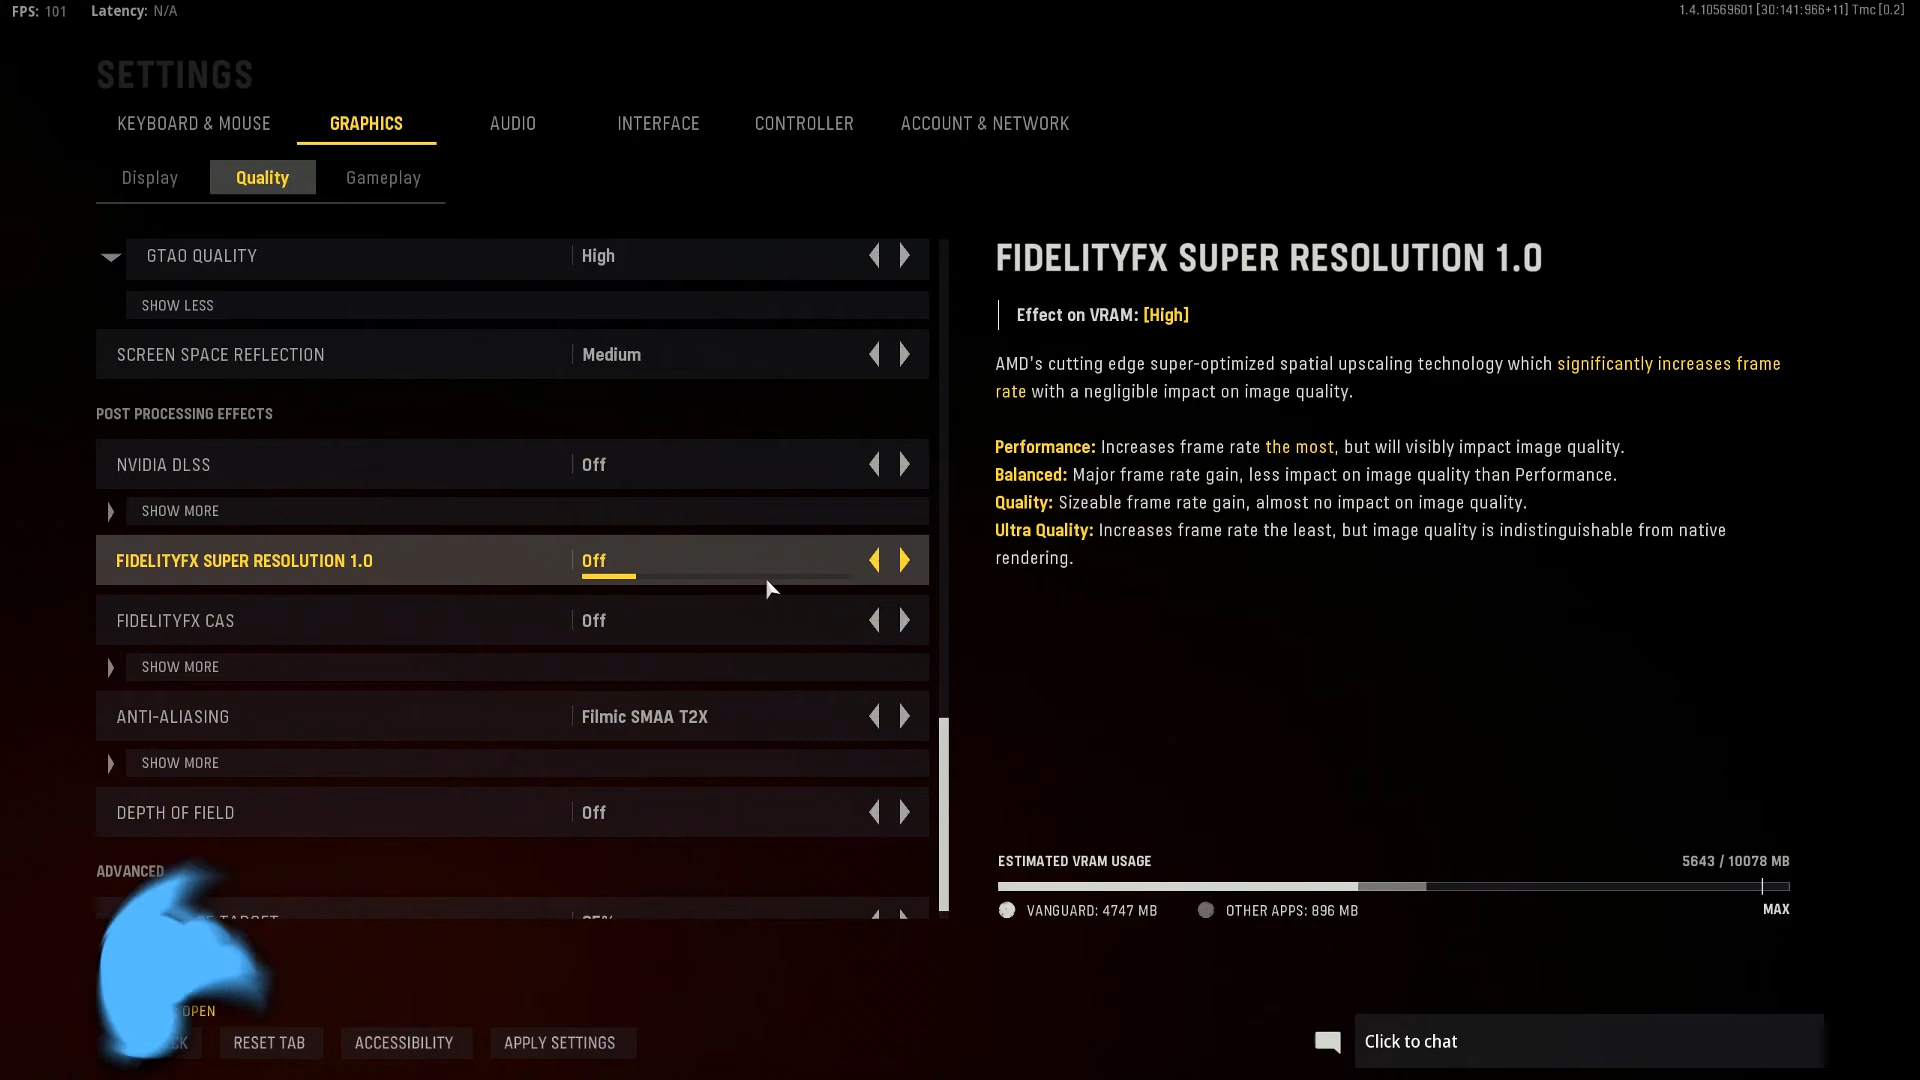 FPS: 101 Latency: N/A
1.4.10569601 [30:141:966+11] Tmc [0.2]
SETTINGS
KEYBOARD & MOUSE GRAPHICS AUDIO INTERFACE CONTROLLER ACCOUNT & NETWORK
Display Quality Gameplay
GTAO QUALITY High
SHOW LESS
SCREEN SPACE REFLECTION Medium
POST PROCESSING EFFECTS
NVIDIA DLSS Off
SHOW MORE
FIDELITYFX SUPER RESOLUTION 1.0 Off
FIDELITYFX CAS Off
SHOW MORE
ANTI-ALIASING Filmic SMAA T2X
SHOW MORE
DEPTH OF FIELD Off
ADVANCED
OPEN
RESET TAB ACCESSIBILITY APPLY SETTINGS
FIDELITYFX SUPER RESOLUTION 1.0
Effect on VRAM: [High]
AMD's cutting edge super-optimized spatial upscaling technology which significantly increases frame
rate with a negligible impact on image quality.
Performance: Increases frame rate the most, but will visibly impact image quality.
Balanced: Major frame rate gain, less impact on image quality than Performance.
Quality: Sizeable frame rate gain, almost no impact on image quality.
Ultra Quality: Increases frame rate the least, but image quality is indistinguishable from native
rendering.
ESTIMATED VRAM USAGE 5643 / 10078 MB
VANGUARD: 4747 MB OTHER APPS: 896 MB MAX
Click to chat